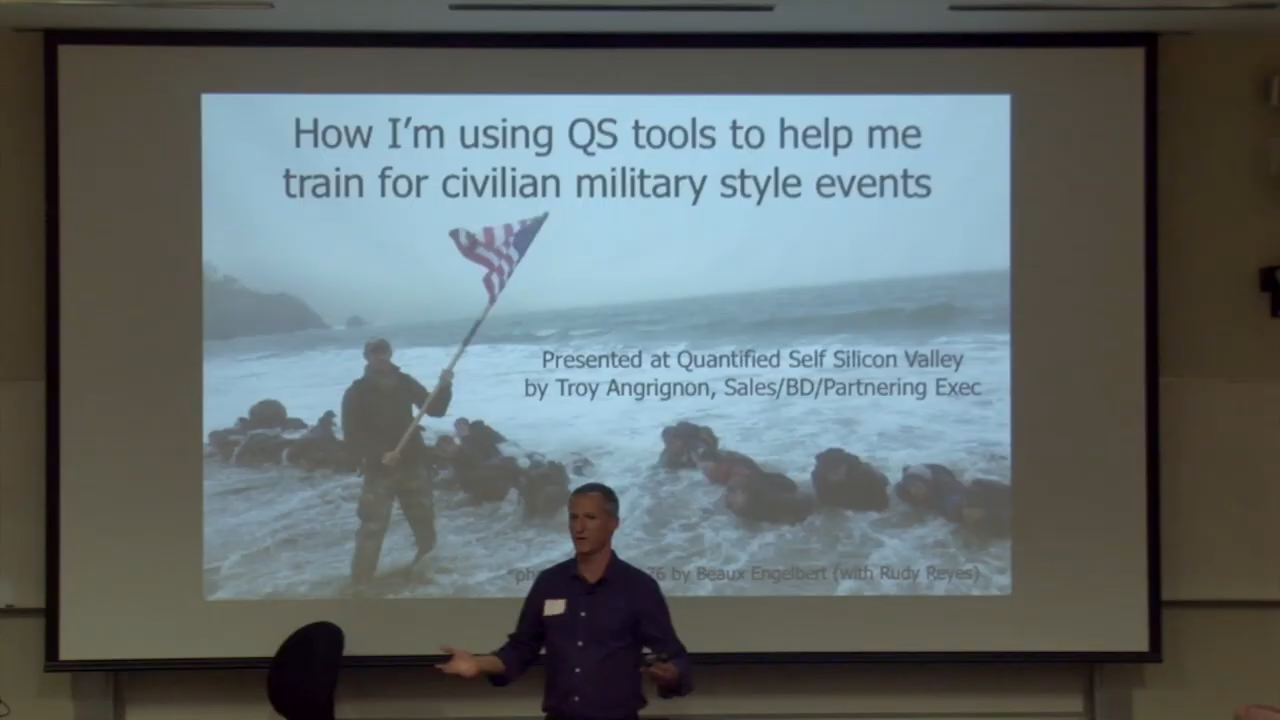 How I'm using QS tools to help me
train for civilian military style events
Presented at Quantified Self Silicon Valley
by Troy Angrignon, Sales/BD/Partnering Exec
by Beaux Engelbert (with Rudy Reyes)